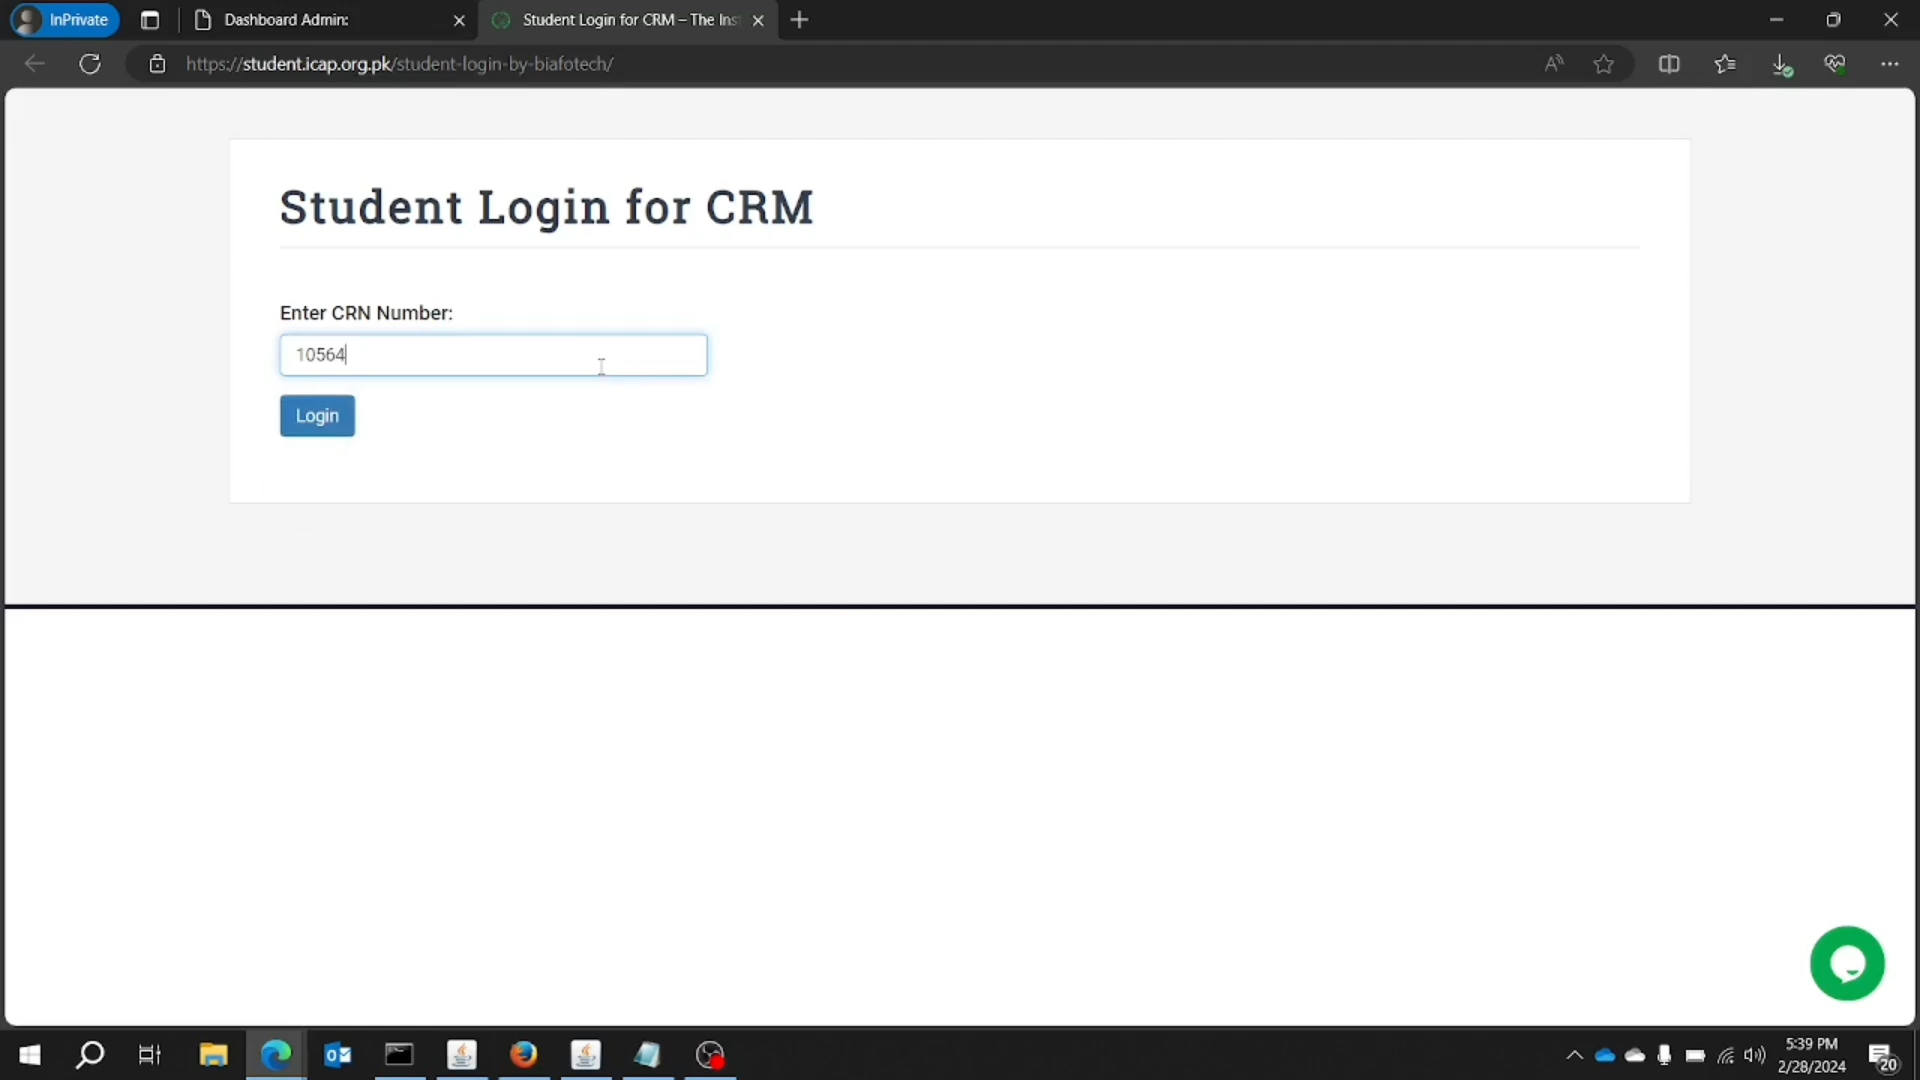 InPrivate
Dashboard Admin:
Student Login for CRM – The Ins
https://student.icap.org.pk/student-login-by-biafotech/
Student Login for CRM
Enter CRN Number:
10564
Login
5:39 PM
2/28/2024
20